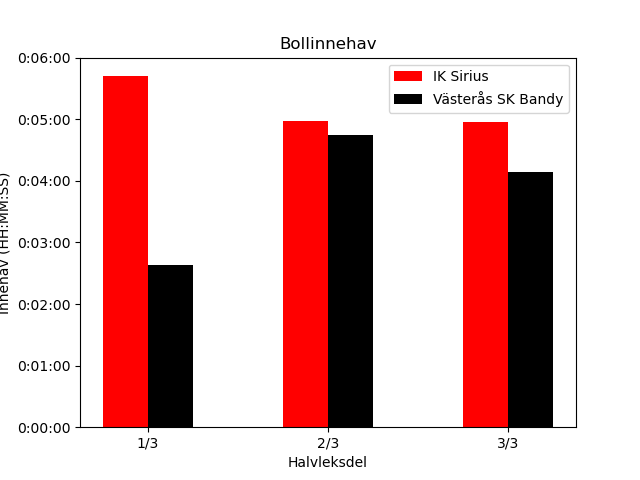 Bollinnehav
IK Sirius
Västerås SK Bandy
Innehav (HH:MM:SS)
0:06:00
0:05:00
0:04:00
0:03:00
0:02:00
0:01:00
0:00:00
1/3
2/3
3/3
Halvleksdel